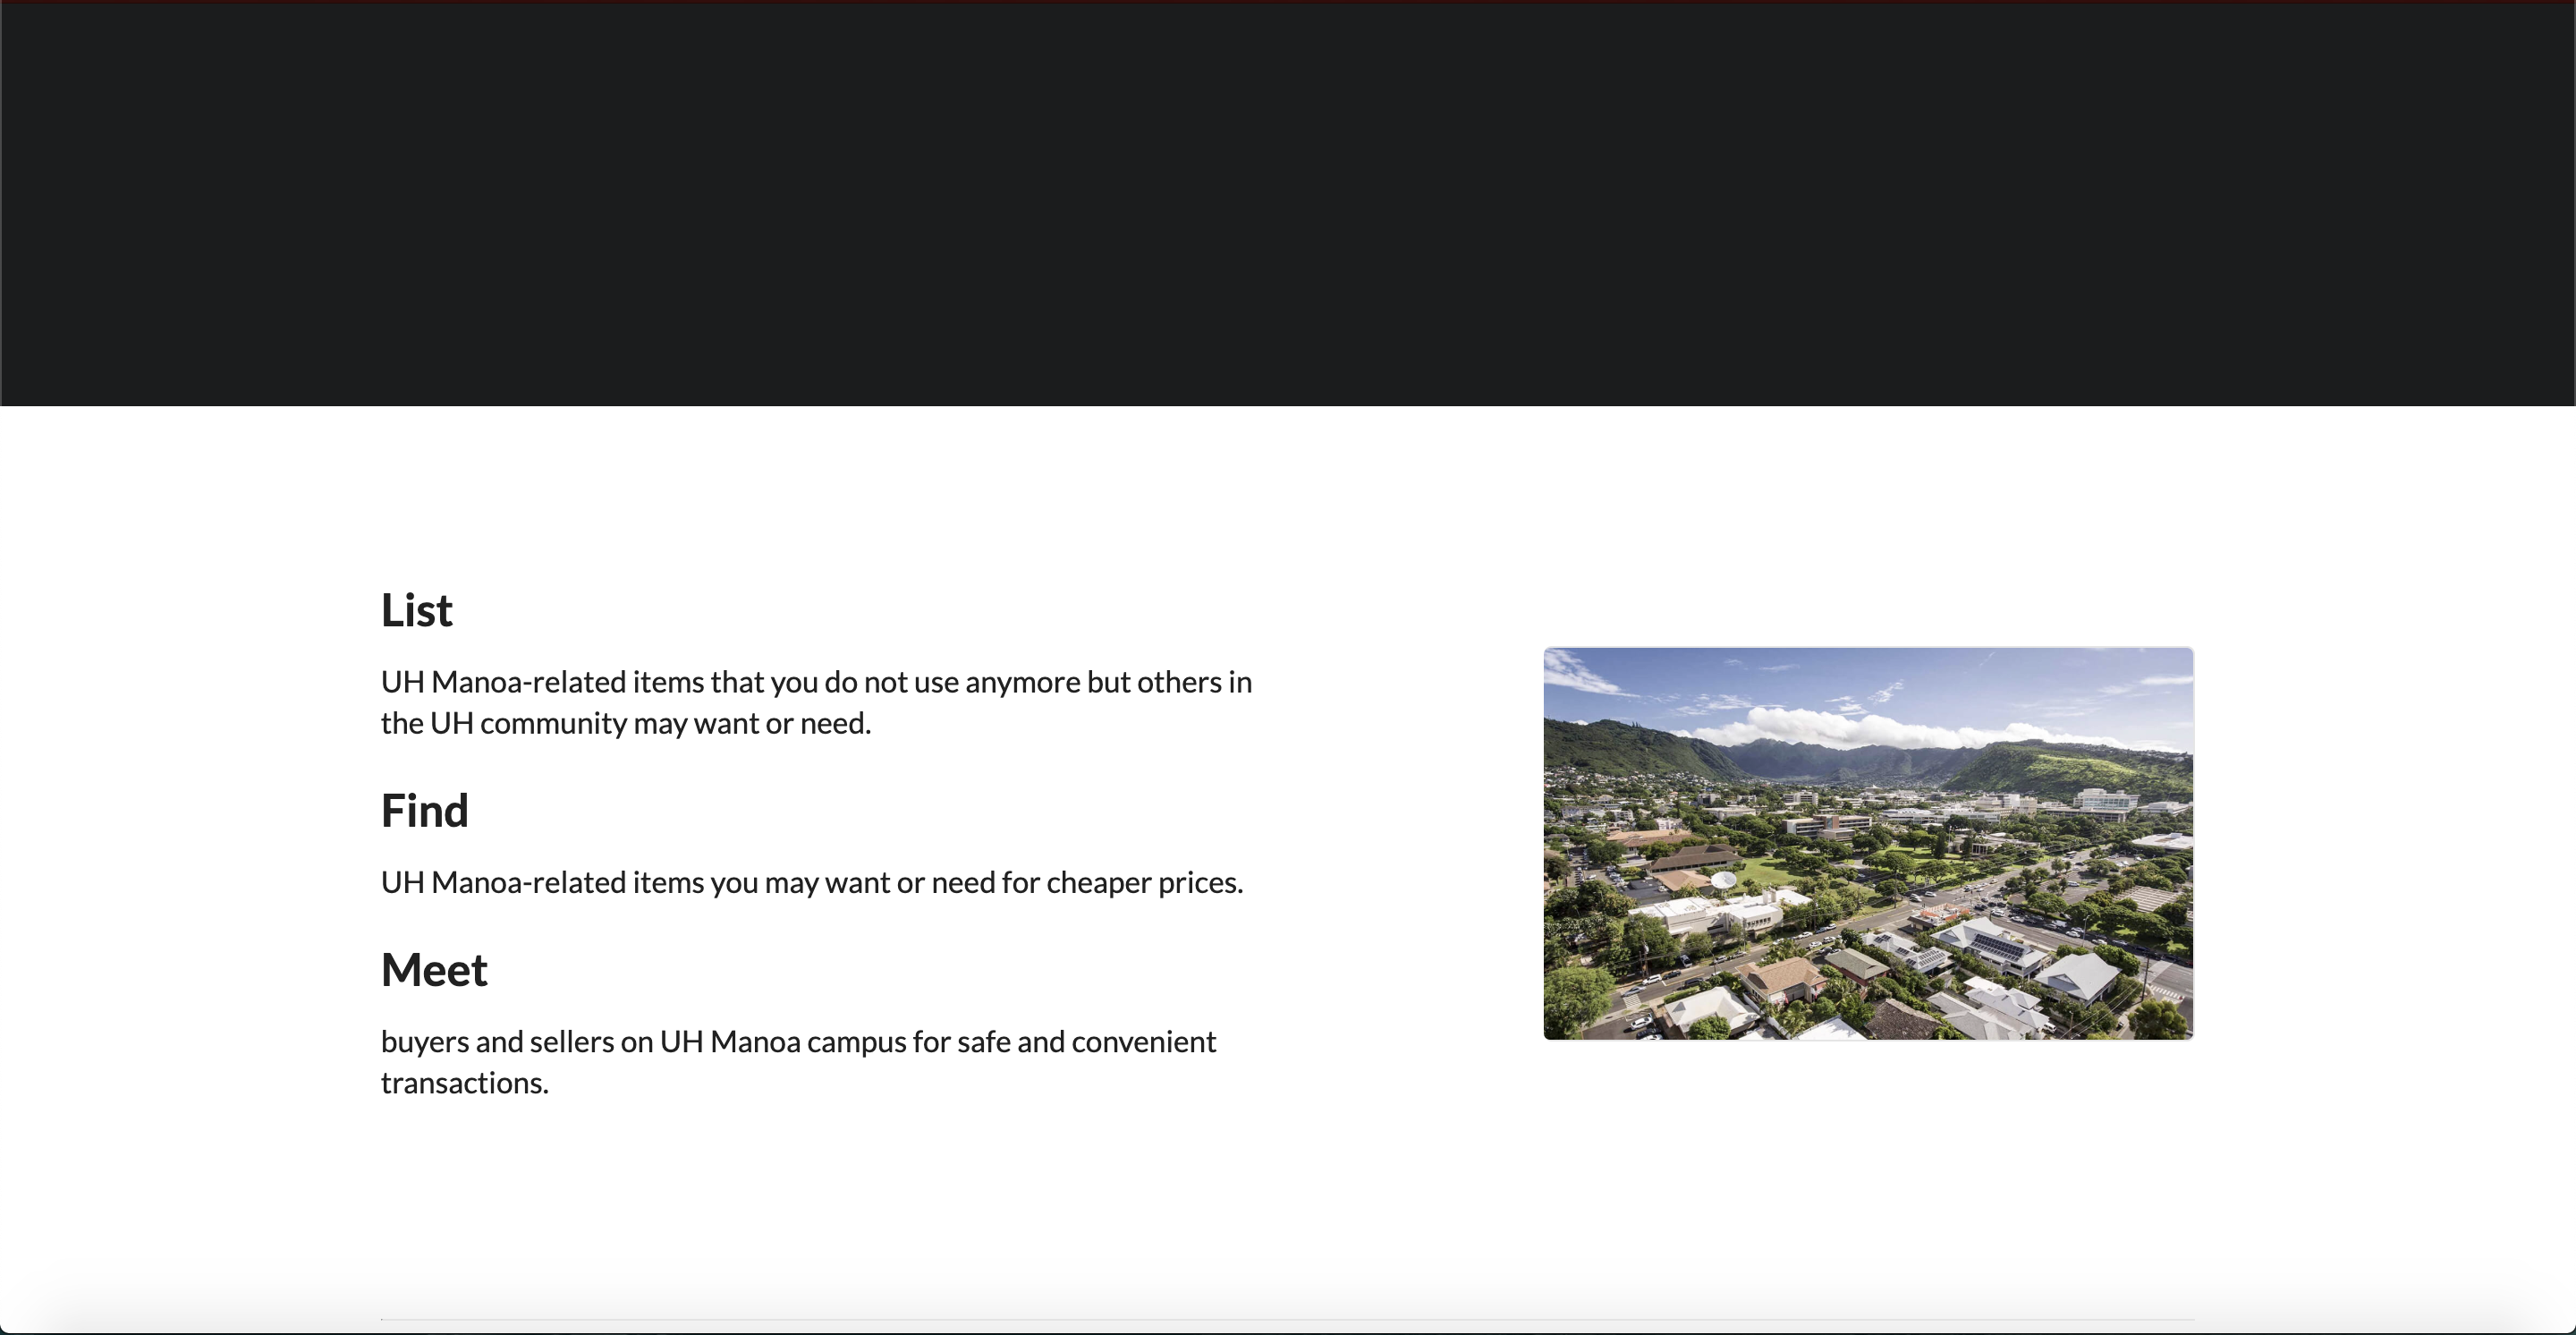 List
UH Manoa-related items that you do not use anymore but others in
the UH community may want or need.
Find
UH Manoa-related items you may want or need for cheaper prices.
Meet
buyers and sellers on UH Manoa campus for safe and convenient
transactions.